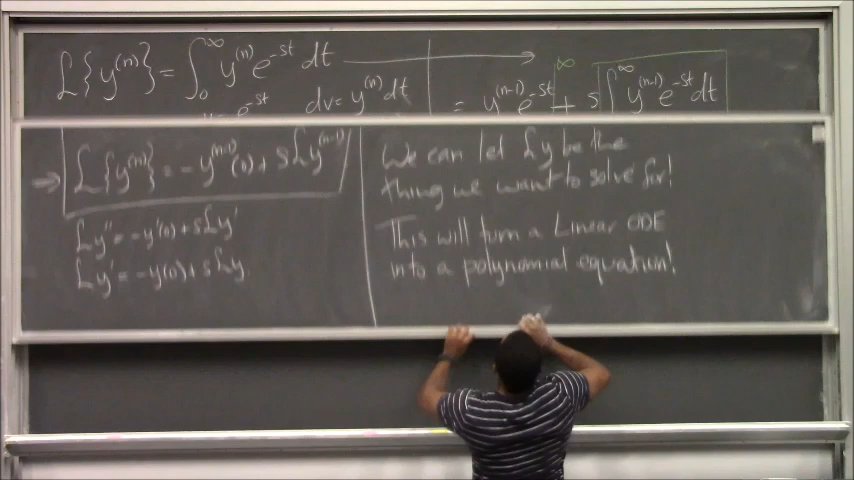 ℒ{y⁽ⁿ⁾} = ∫₀^∞ y⁽ⁿ⁾e^-st dt
e^-st dv = y⁽ⁿ⁾dt
= y⁽ⁿ⁻¹⁾e^-st |^∞ + s ∫^∞ y⁽ⁿ⁻¹⁾e^-st dt
⇒ ℒ{y⁽ⁿ⁾} = -y⁽ⁿ⁻¹⁾(0) + sℒy⁽ⁿ⁻¹⁾
ℒy'' = -y'(0) + sℒy'
ℒy' = -y(0) + sℒy
We can let ℒy be the
thing we want to solve for!
This will turn a Linear ODE
into a polynomial equation!